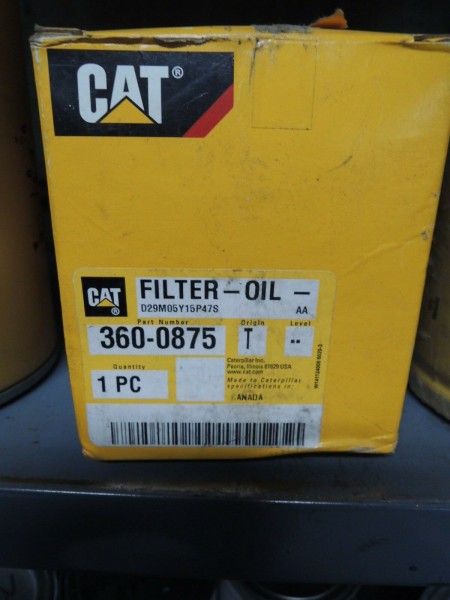 CAT®
CAT®
FILTER-OIL-
D29M05Y15P47S AA
Part Number Origin Level
360-0875 T --
Quantity
1 PC
Caterpillar Inc.
Peoria, Illinois 61629 USA
www.cat.com
Made to Caterpillar
specifications in
CANADA